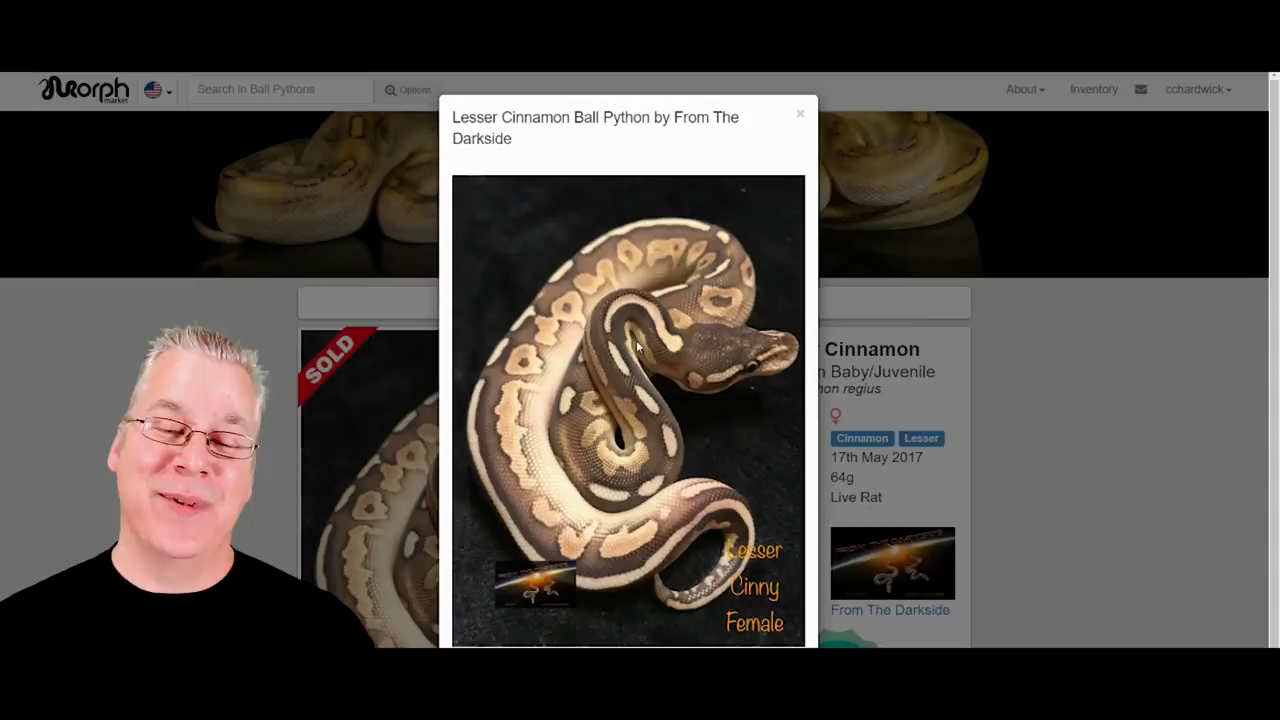 Morph
market
Search in Ball Pythons
Options
About
Inventory
cchardwick
Lesser Cinnamon Ball Python by From The
Darkside
SOLD
Lesser
Cinny
Female
Cinnamon
Baby/Juvenile
regius
Cinnamon
Lesser
17th May 2017
64g
Live Rat
From The Darkside